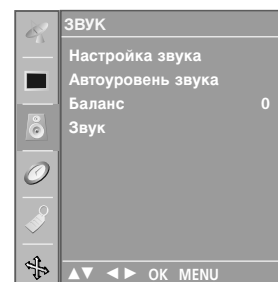 ЗВУК
Настройка звука
Автоуровень звука
Баланс 0
Звук
▲▼ ◄► OK MENU